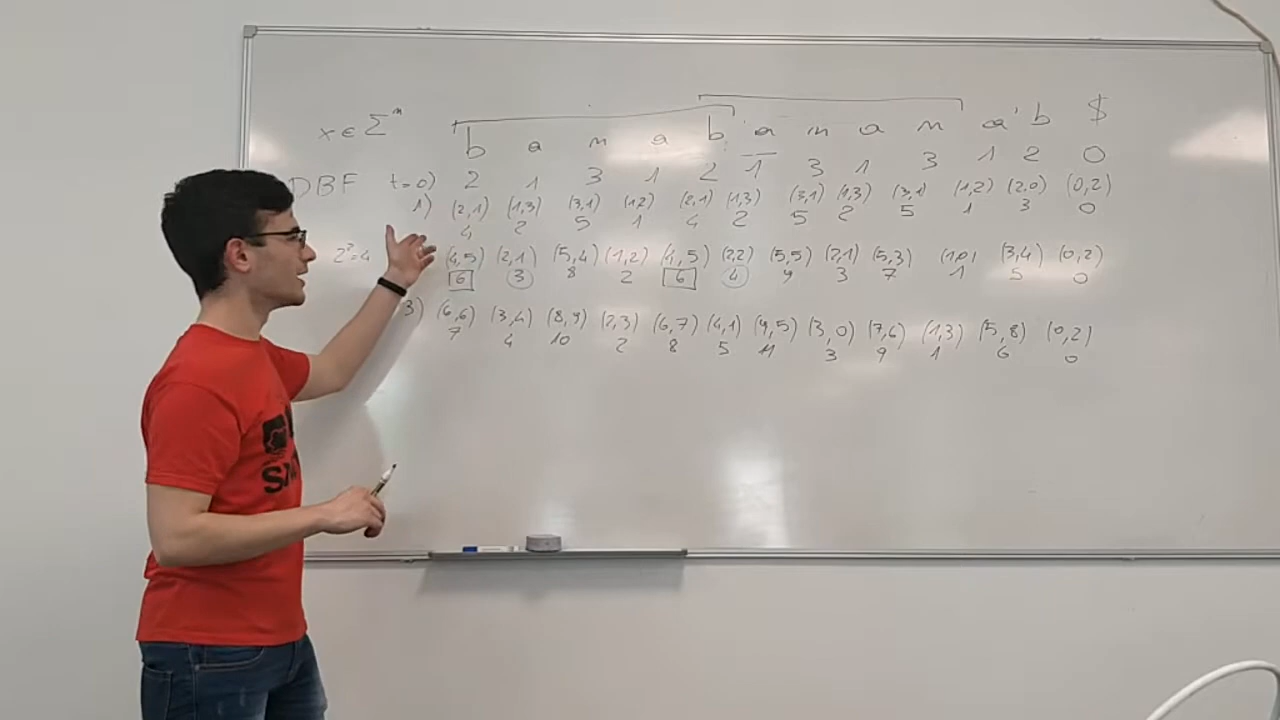 x ∈ Σⁿ b a n a b a n a n a b $
DBF t=0) 2 1 3 1 2 1 3 1 3 1 2 0
1) (2,1) (1,3) (3,1) (1,2) (2,1) (1,3) (3,1) (1,3) (3,1) (1,2) (2,0) (0,2)
4 2 5 1 4 2 5 2 5 1 3 0
2²=4 (4,5) (2,1) (5,4) (1,2) (4,5) (2,2) (5,5) (2,1) (5,3) (1,0) (3,4) (0,2)
6 3 8 2 6 4 9 3 7 1 5 0
3) (6,6) (3,4) (8,9) (2,3) (6,7) (4,1) (9,5) (3,0) (7,6) (1,3) (5,8) (0,2)
7 4 10 2 8 5 11 3 9 1 6 0